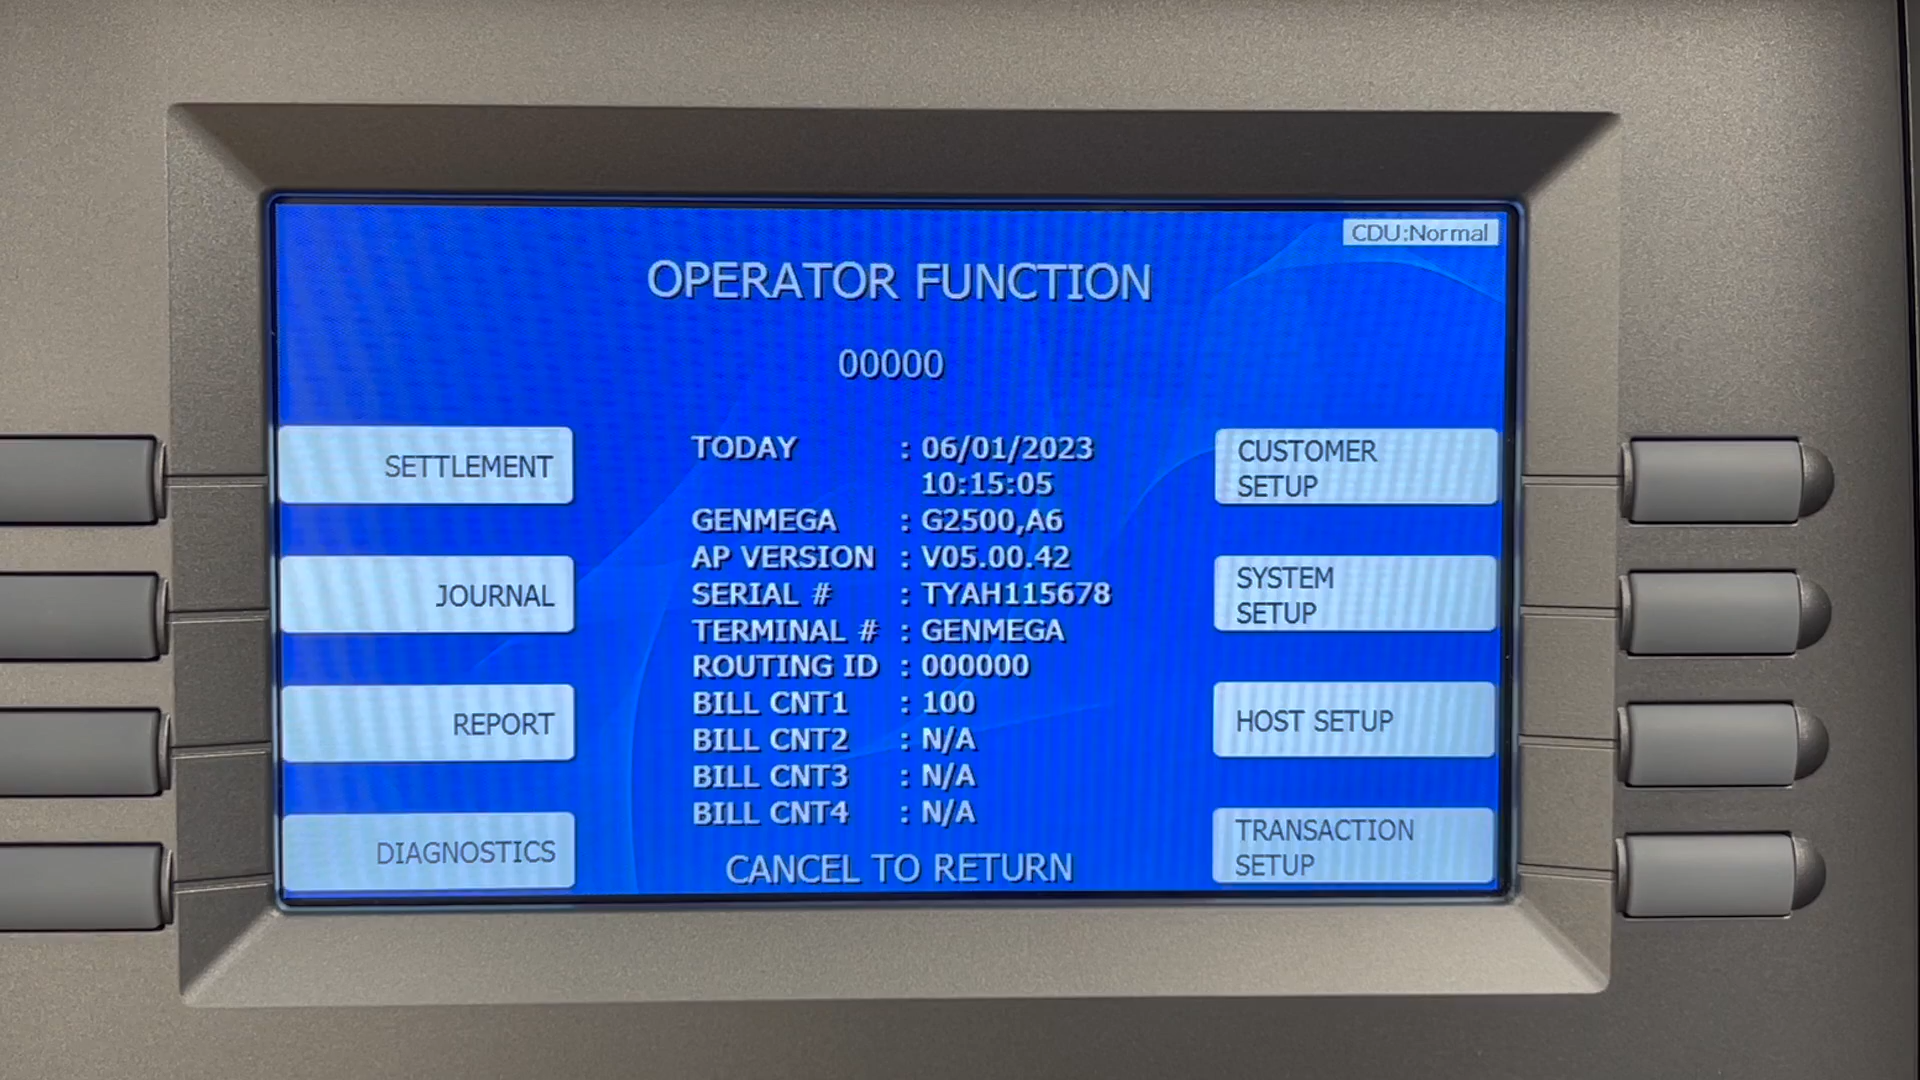 CDU:Normal
OPERATOR FUNCTION
00000
SETTLEMENT
JOURNAL
REPORT
DIAGNOSTICS
TODAY : 06/01/2023
10:15:05
GENMEGA : G2500,A6
AP VERSION : V05.00.42
SERIAL # : TYAH115678
TERMINAL # : GENMEGA
ROUTING ID : 000000
BILL CNT1 : 100
BILL CNT2 : N/A
BILL CNT3 : N/A
BILL CNT4 : N/A
CANCEL TO RETURN
CUSTOMER
SETUP
SYSTEM
SETUP
HOST SETUP
TRANSACTION
SETUP